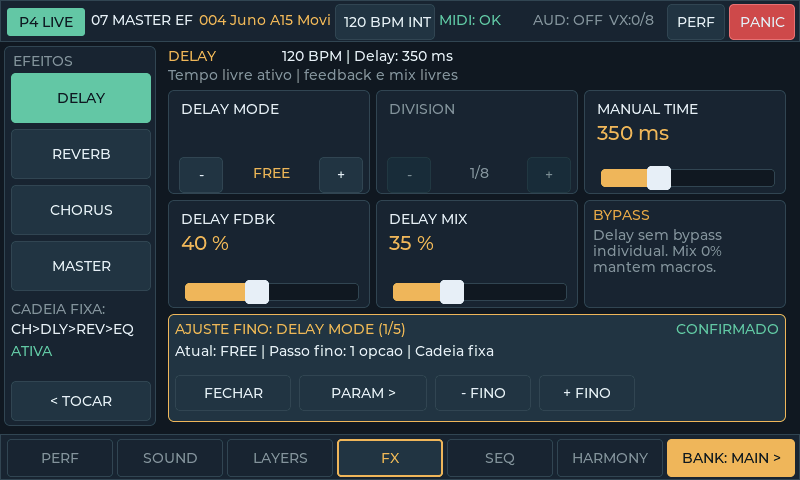 P4 LIVE 07 MASTER EF 004 Juno A15 Movi 120 BPM INT MIDI: OK AUD: OFF VX:0/8 PERF PANIC
EFEITOS
DELAY
REVERB
CHORUS
MASTER
CADEIA FIXA:
CH>DLY>REV>EQ
ATIVA
< TOCAR
DELAY 120 BPM | Delay: 350 ms
Tempo livre ativo | feedback e mix livres
DELAY MODE
- FREE +
DIVISION
- 1/8 +
MANUAL TIME
350 ms
DELAY FDBK
40 %
DELAY MIX
35 %
BYPASS
Delay sem bypass
individual. Mix 0%
mantem macros.
AJUSTE FINO: DELAY MODE (1/5) CONFIRMADO
Atual: FREE | Passo fino: 1 opcao | Cadeia fixa
FECHAR PARAM > - FINO + FINO
PERF SOUND LAYERS FX SEQ HARMONY BANK: MAIN >